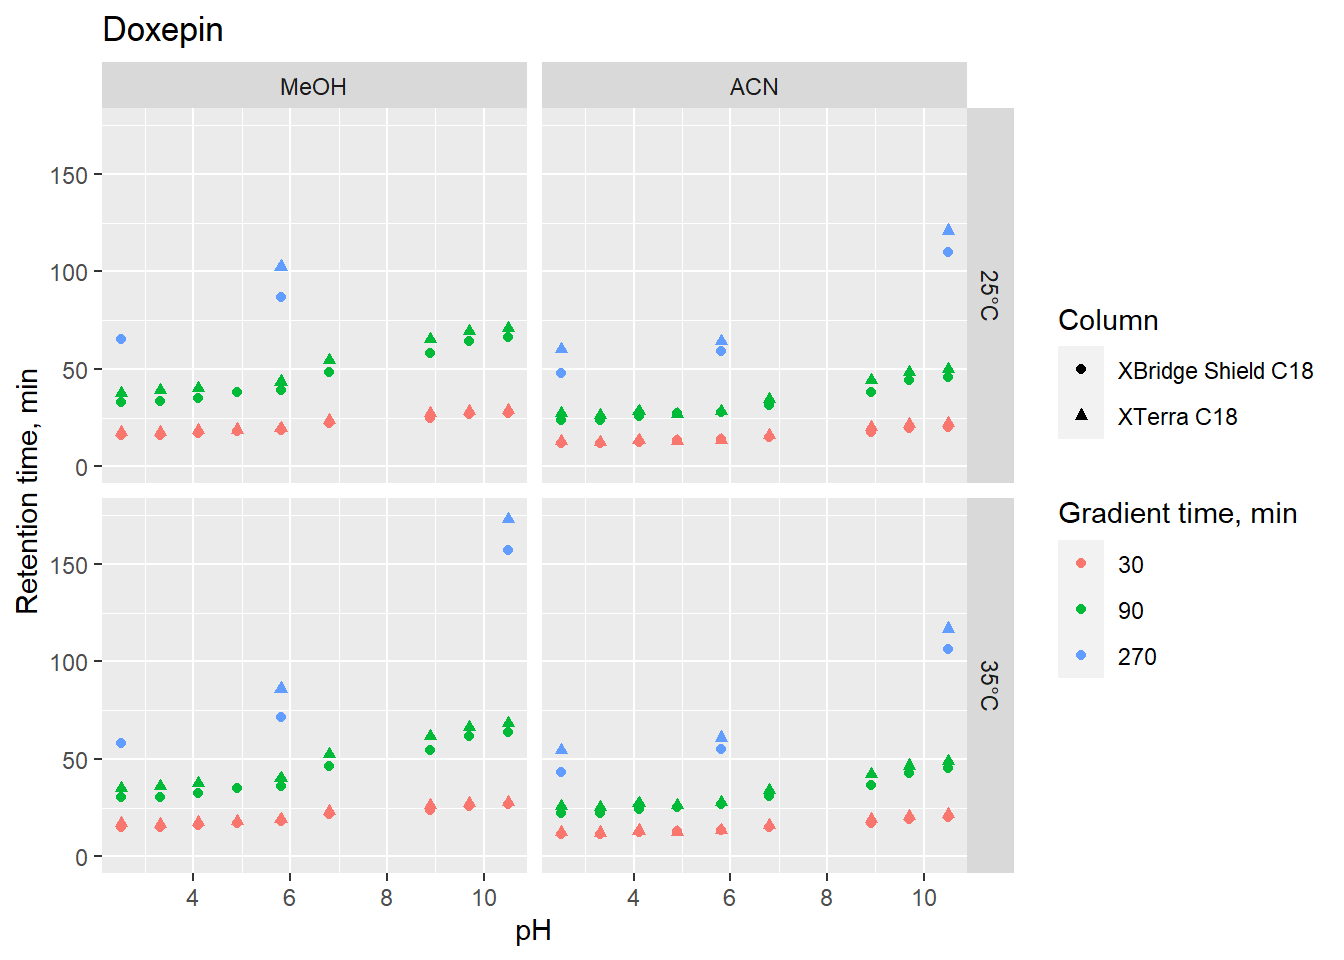 Doxepin
MeOH
ACN
150
100
50
0
25°C
150
100
50
0
35°C
4
6
8
10
4
6
8
10
pH
Retention time, min
Column
XBridge Shield C18
XTerra C18
Gradient time, min
30
90
270